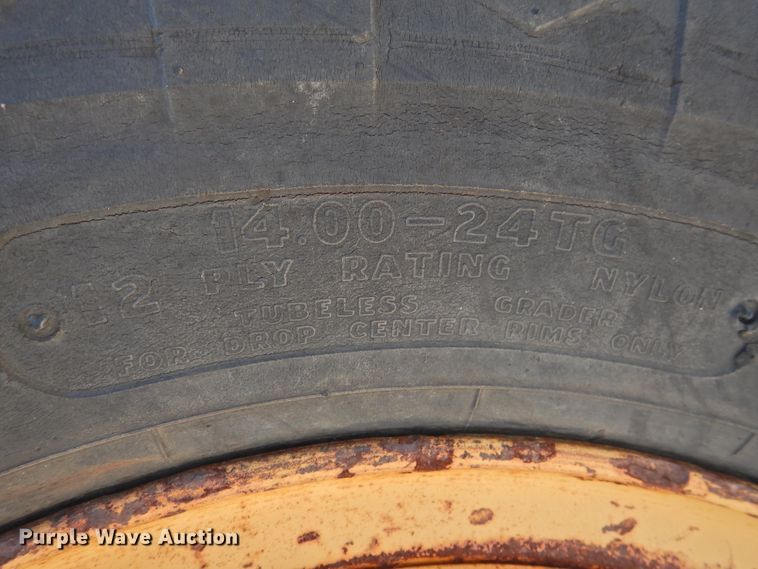 14.00-24TG
12 PLY RATING NYLON
TUBELESS GRADER
FOR DROP CENTER RIMS ONLY
Purple Wave Auction